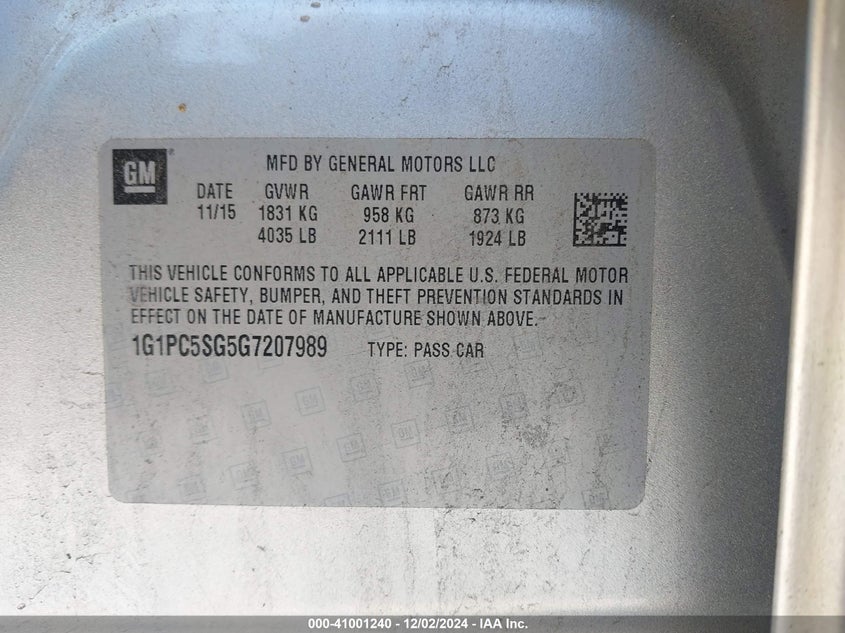 GM® MFD BY GENERAL MOTORS LLC
DATE GVWR GAWR FRT GAWR RR
11/15 1831 KG 958 KG 873 KG
4035 LB 2111 LB 1924 LB
THIS VEHICLE CONFORMS TO ALL APPLICABLE U.S. FEDERAL MOTOR
VEHICLE SAFETY, BUMPER, AND THEFT PREVENTION STANDARDS IN
EFFECT ON THE DATE OF MANUFACTURE SHOWN ABOVE.
1G1PC5SG5G7207989 TYPE: PASS CAR
000-41001240 - 12/02/2024 - IAA Inc.